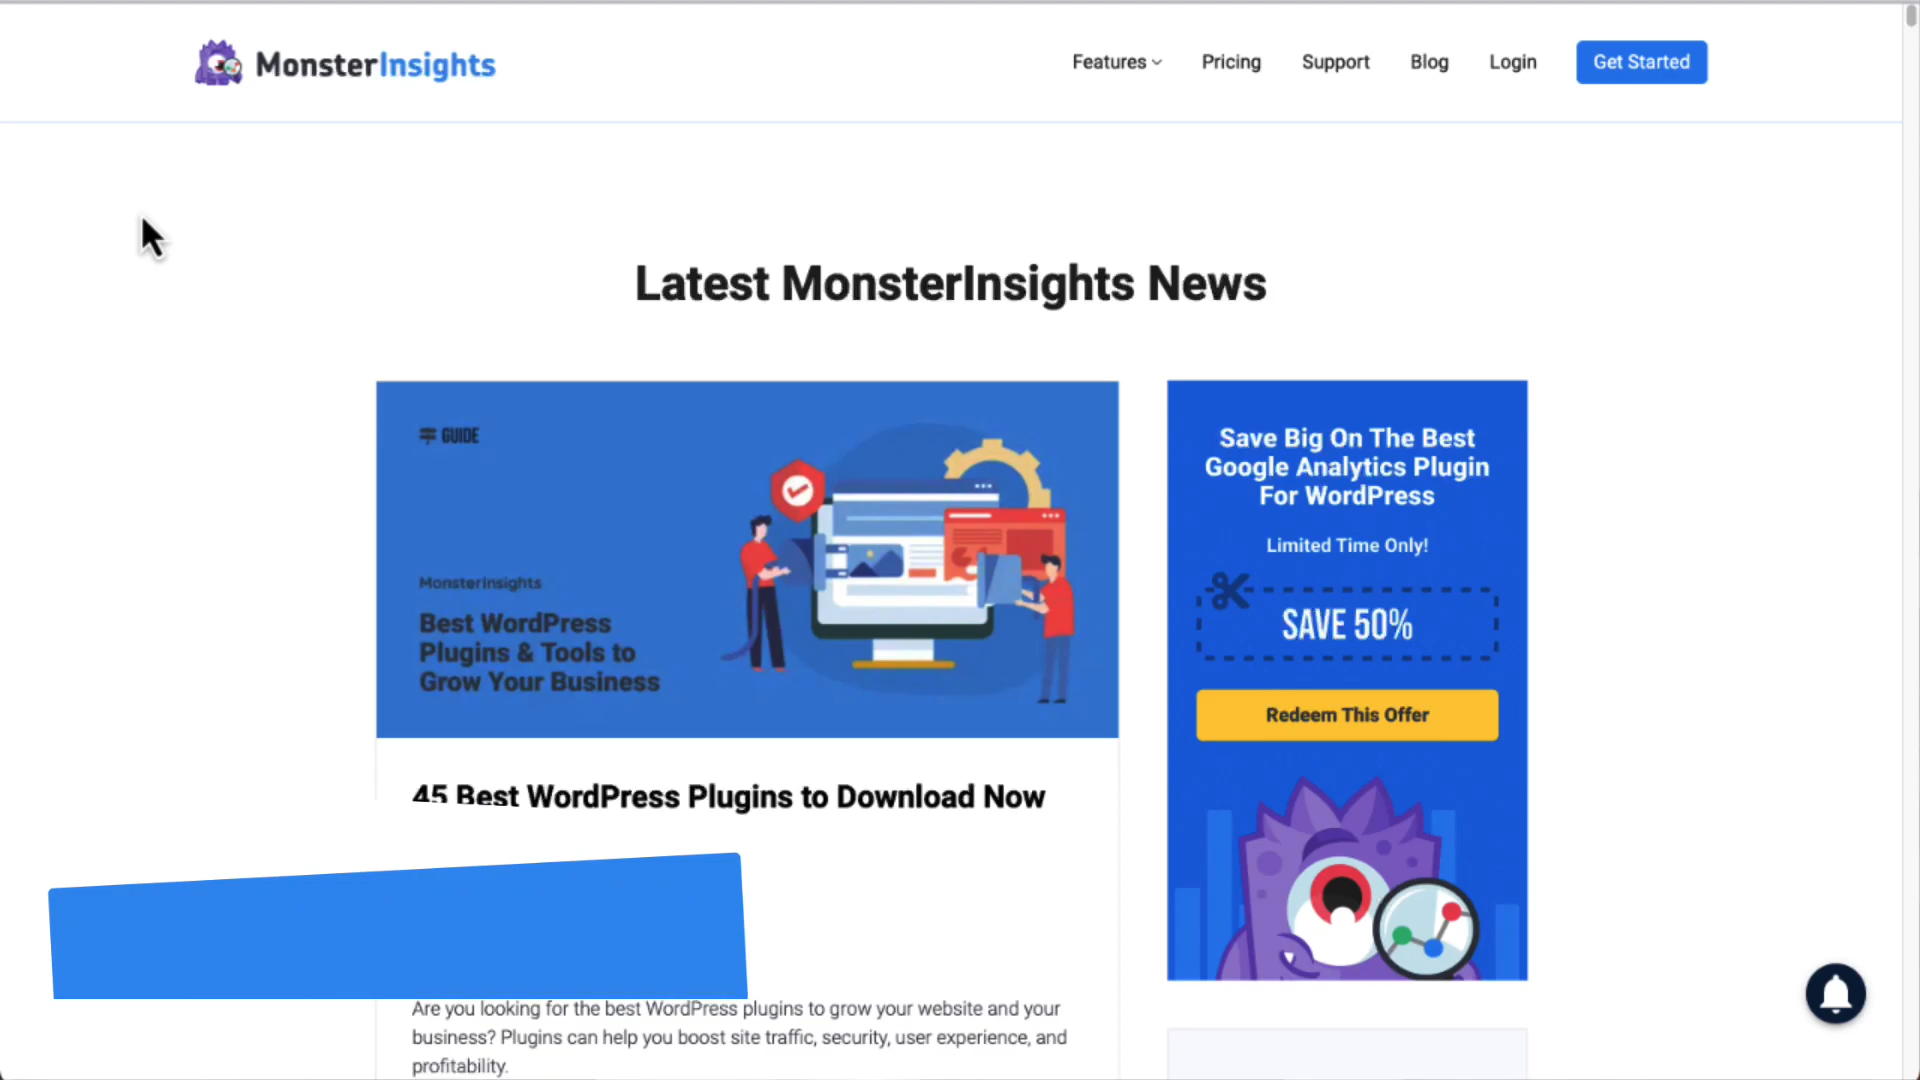 MonsterInsights
Features
Pricing
Support
Blog
Login
Get Started
Latest MonsterInsights News
GUIDE
MonsterInsights
Best WordPress
Plugins & Tools to
Grow Your Business
Save Big On The Best
Google Analytics Plugin
For WordPress
Limited Time Only!
SAVE 50%
Redeem This Offer
45 Best WordPress Plugins to Download Now
Are you looking for the best WordPress plugins to grow your website and your
business? Plugins can help you boost site traffic, security, user experience, and
profitability.